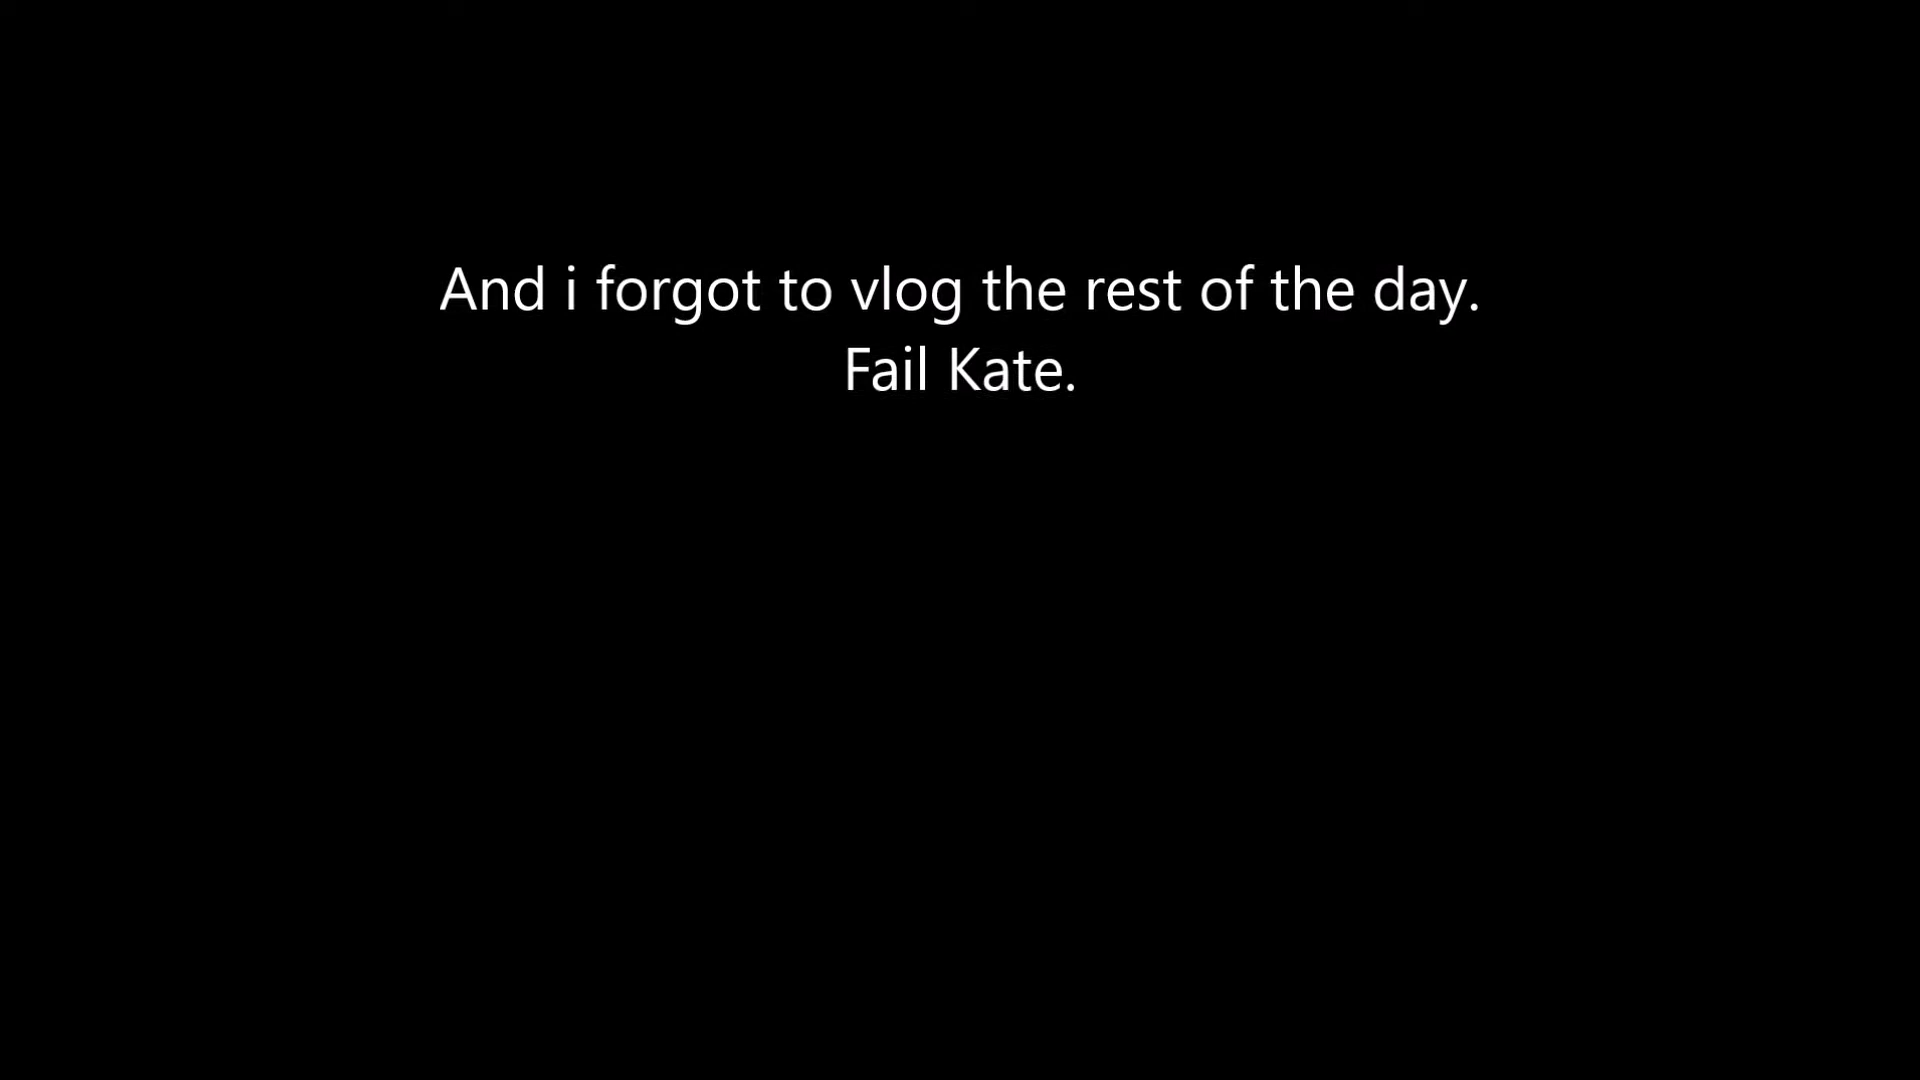 And i forgot to vlog the rest of the day.
Fail Kate.